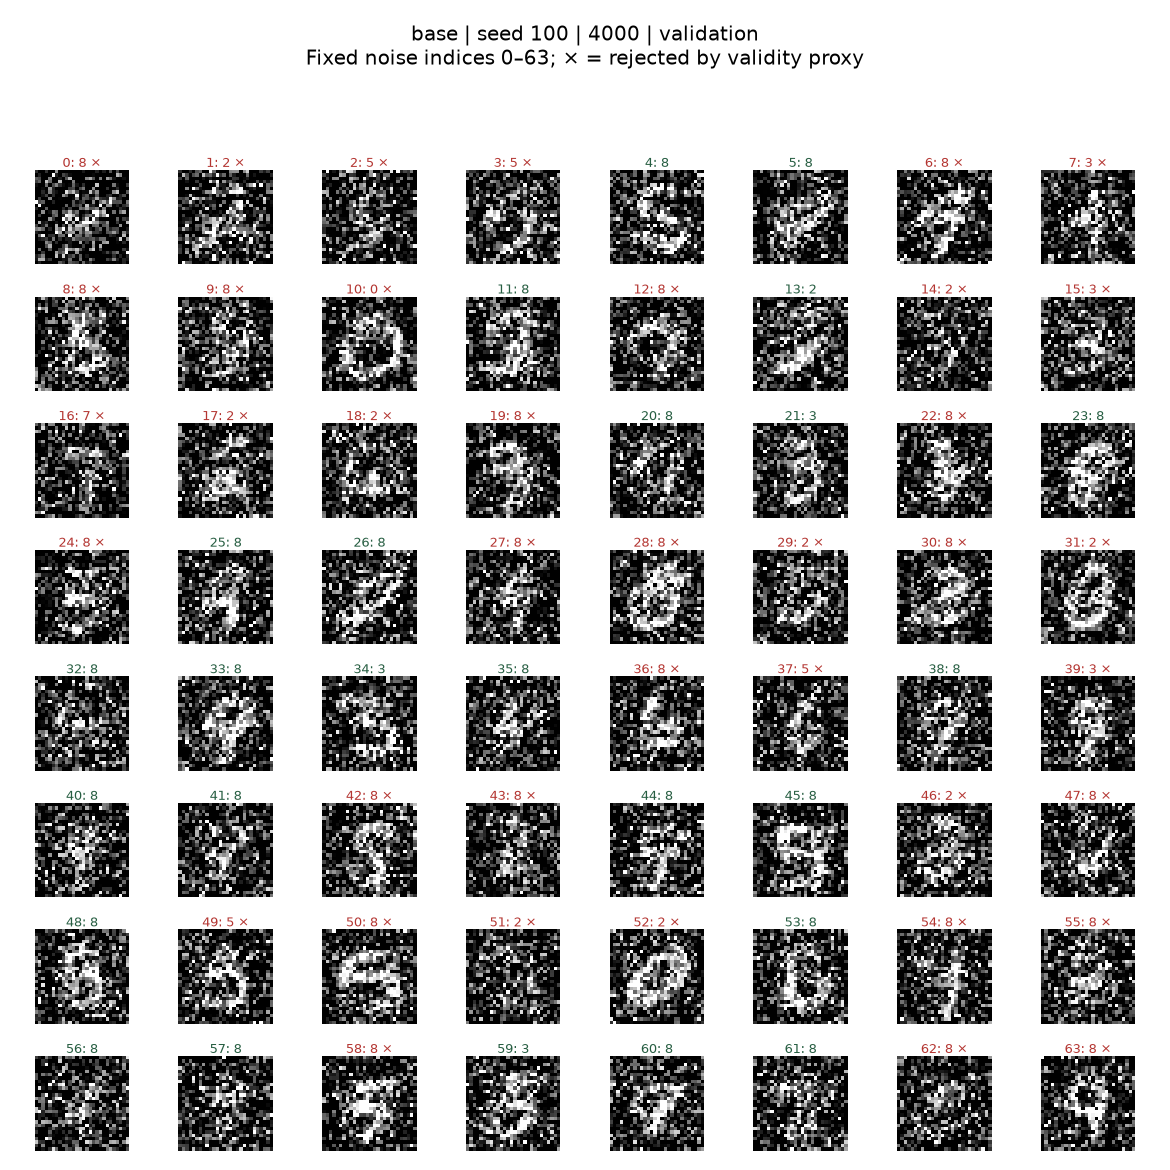 base | seed 100 | 4000 | validation
Fixed noise indices 0–63; × = rejected by validity proxy
0: 8 × 1: 2 × 2: 5 × 3: 5 × 4: 8 5: 8 6: 8 × 7: 3 ×
8: 8 × 9: 8 × 10: 0 × 11: 8 12: 8 × 13: 2 14: 2 × 15: 3 ×
16: 7 × 17: 2 × 18: 2 × 19: 8 × 20: 8 21: 3 22: 8 × 23: 8
24: 8 × 25: 8 26: 8 27: 8 × 28: 8 × 29: 2 × 30: 8 × 31: 2 ×
32: 8 33: 8 34: 3 35: 8 36: 8 × 37: 5 × 38: 8 39: 3 ×
40: 8 41: 8 42: 8 × 43: 8 × 44: 8 45: 8 46: 2 × 47: 8 ×
48: 8 49: 5 × 50: 8 × 51: 2 × 52: 2 × 53: 8 54: 8 × 55: 8 ×
56: 8 57: 8 58: 8 × 59: 3 60: 8 61: 8 62: 8 × 63: 8 ×